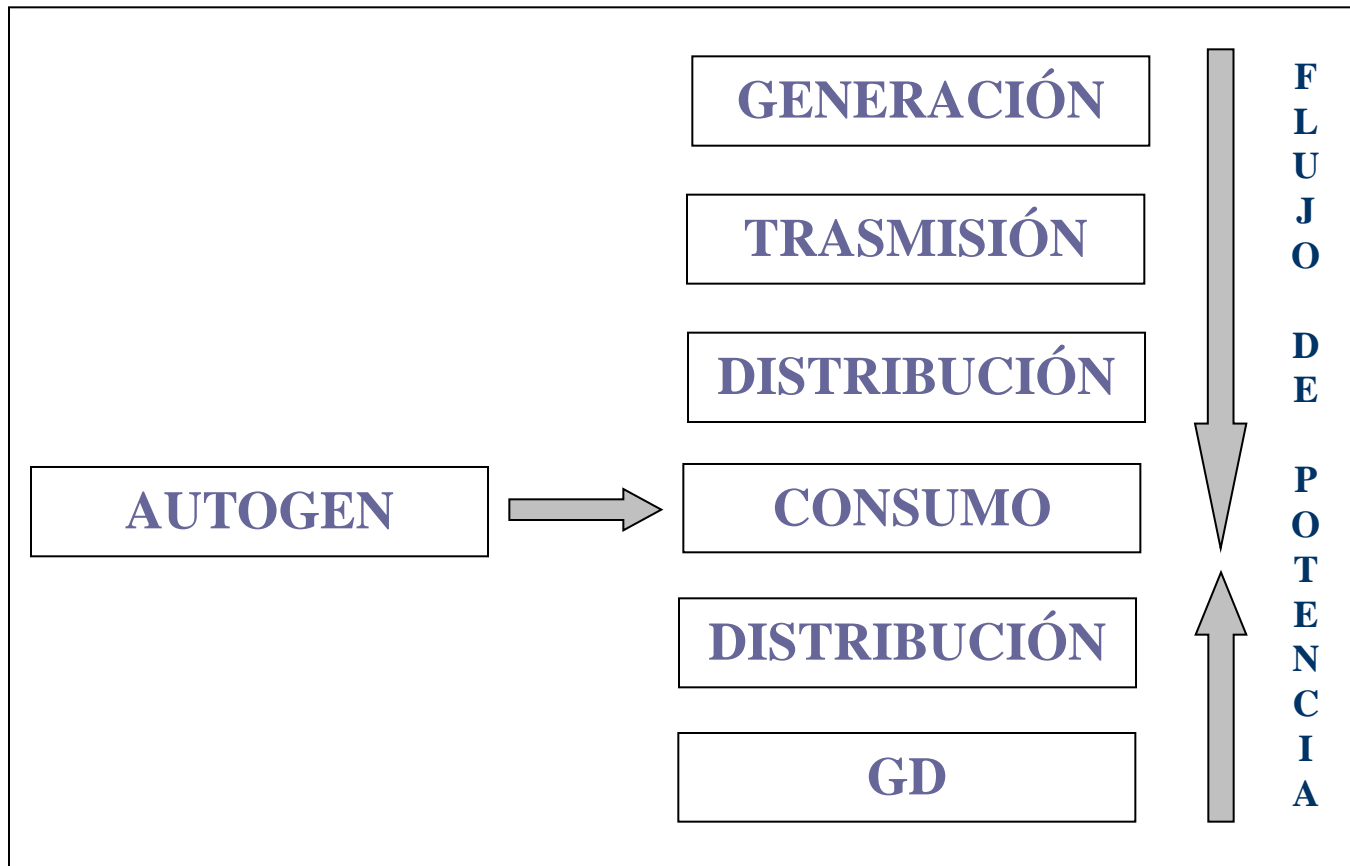 GENERACIÓN
TRASMISIÓN
DISTRIBUCIÓN
AUTOGEN
CONSUMO
DISTRIBUCIÓN
GD
FLUJO DE POTENCIA